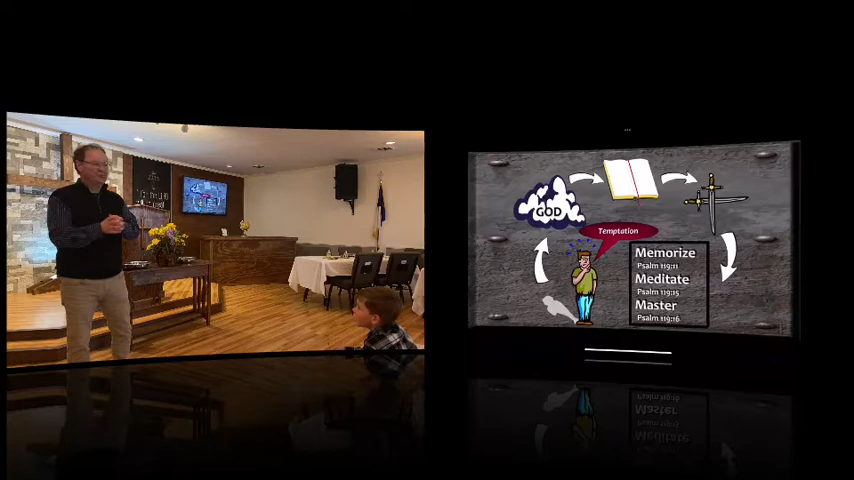 GOD
Temptation
Memorize
Psalm 119:11
Meditate
Psalm 119:15
Master
Psalm 119:16